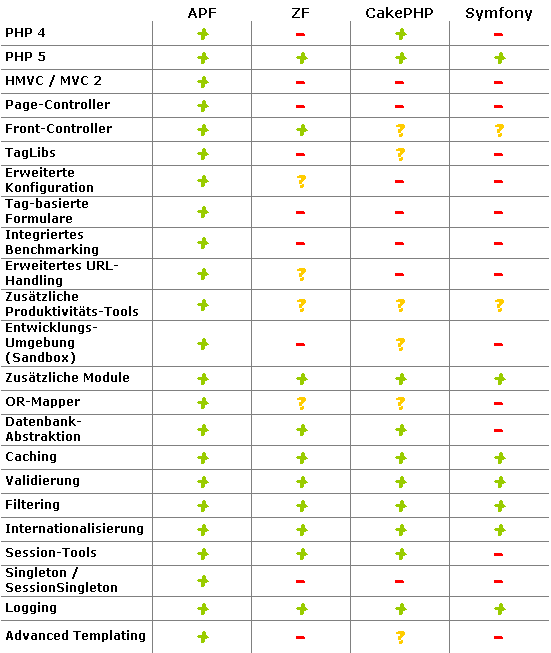 APF ZF CakePHP Symfony
PHP 4 + - + -
PHP 5 + + + +
HMVC / MVC 2 + - - -
Page-Controller + - - -
Front-Controller + + ? ?
TagLibs + - ? -
Erweiterte
Konfiguration + ? - -
Tag-basierte
Formulare + - - -
Integriertes
Benchmarking + - - -
Erweitertes URL-
Handling + ? - -
Zusätzliche
Produktivitäts-Tools + ? ? ?
Entwicklungs-
Umgebung + - ? -
(Sandbox)
Zusätzliche Module + + + +
OR-Mapper + ? ? -
Datenbank-
Abstraktion + + + -
Caching + + + +
Validierung + + + +
Filtering + + + +
Internationalisierung + + + +
Session-Tools + + + -
Singleton /
SessionSingleton + - - -
Logging + + + +
Advanced Templating + - ? -